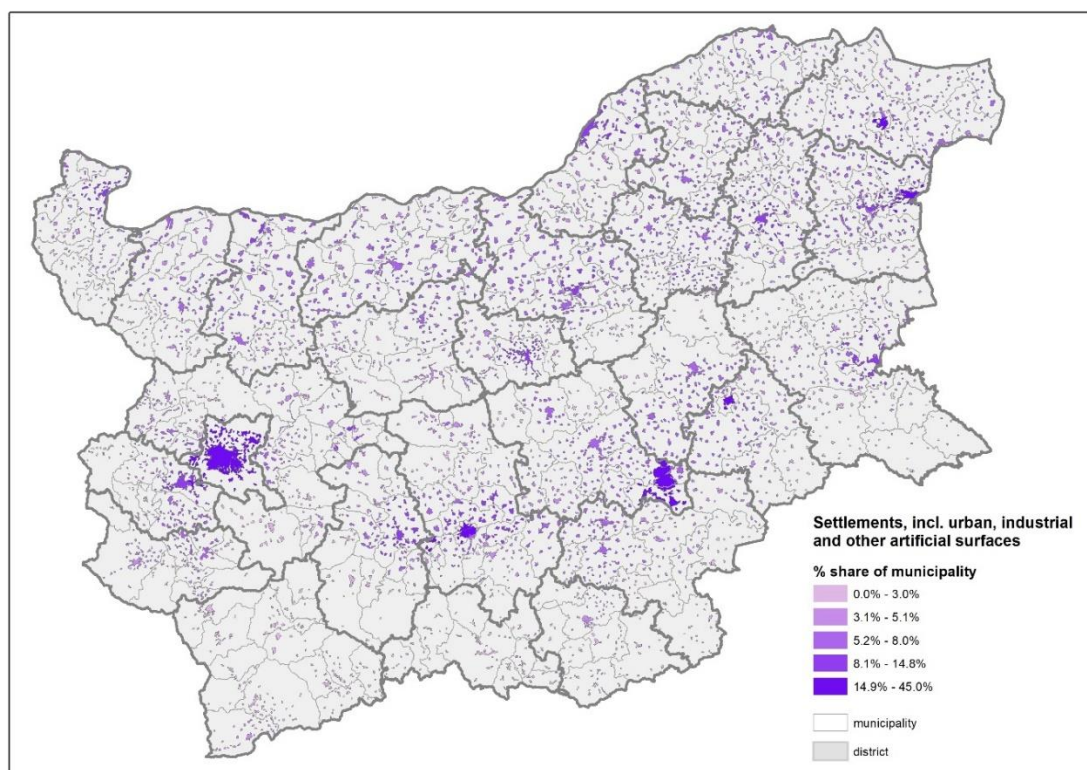 Settlements, incl. urban, industrial
and other artificial surfaces
% share of municipality
0.0% - 3.0%
3.1% - 5.1%
5.2% - 8.0%
8.1% - 14.8%
14.9% - 45.0%
municipality
district